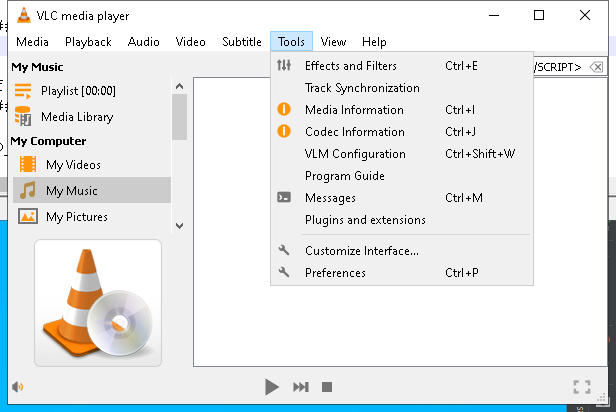 VLC media player
Media Playback Audio Video Subtitle Tools View Help
My Music
Playlist [00:00]
Media Library
My Computer
My Videos
My Music
My Pictures
Effects and Filters Ctrl+E
Track Synchronization
Media Information Ctrl+I
Codec Information Ctrl+J
VLM Configuration Ctrl+Shift+W
Program Guide
Messages Ctrl+M
Plugins and extensions
Customize Interface...
Preferences Ctrl+P
/SCRIPT>